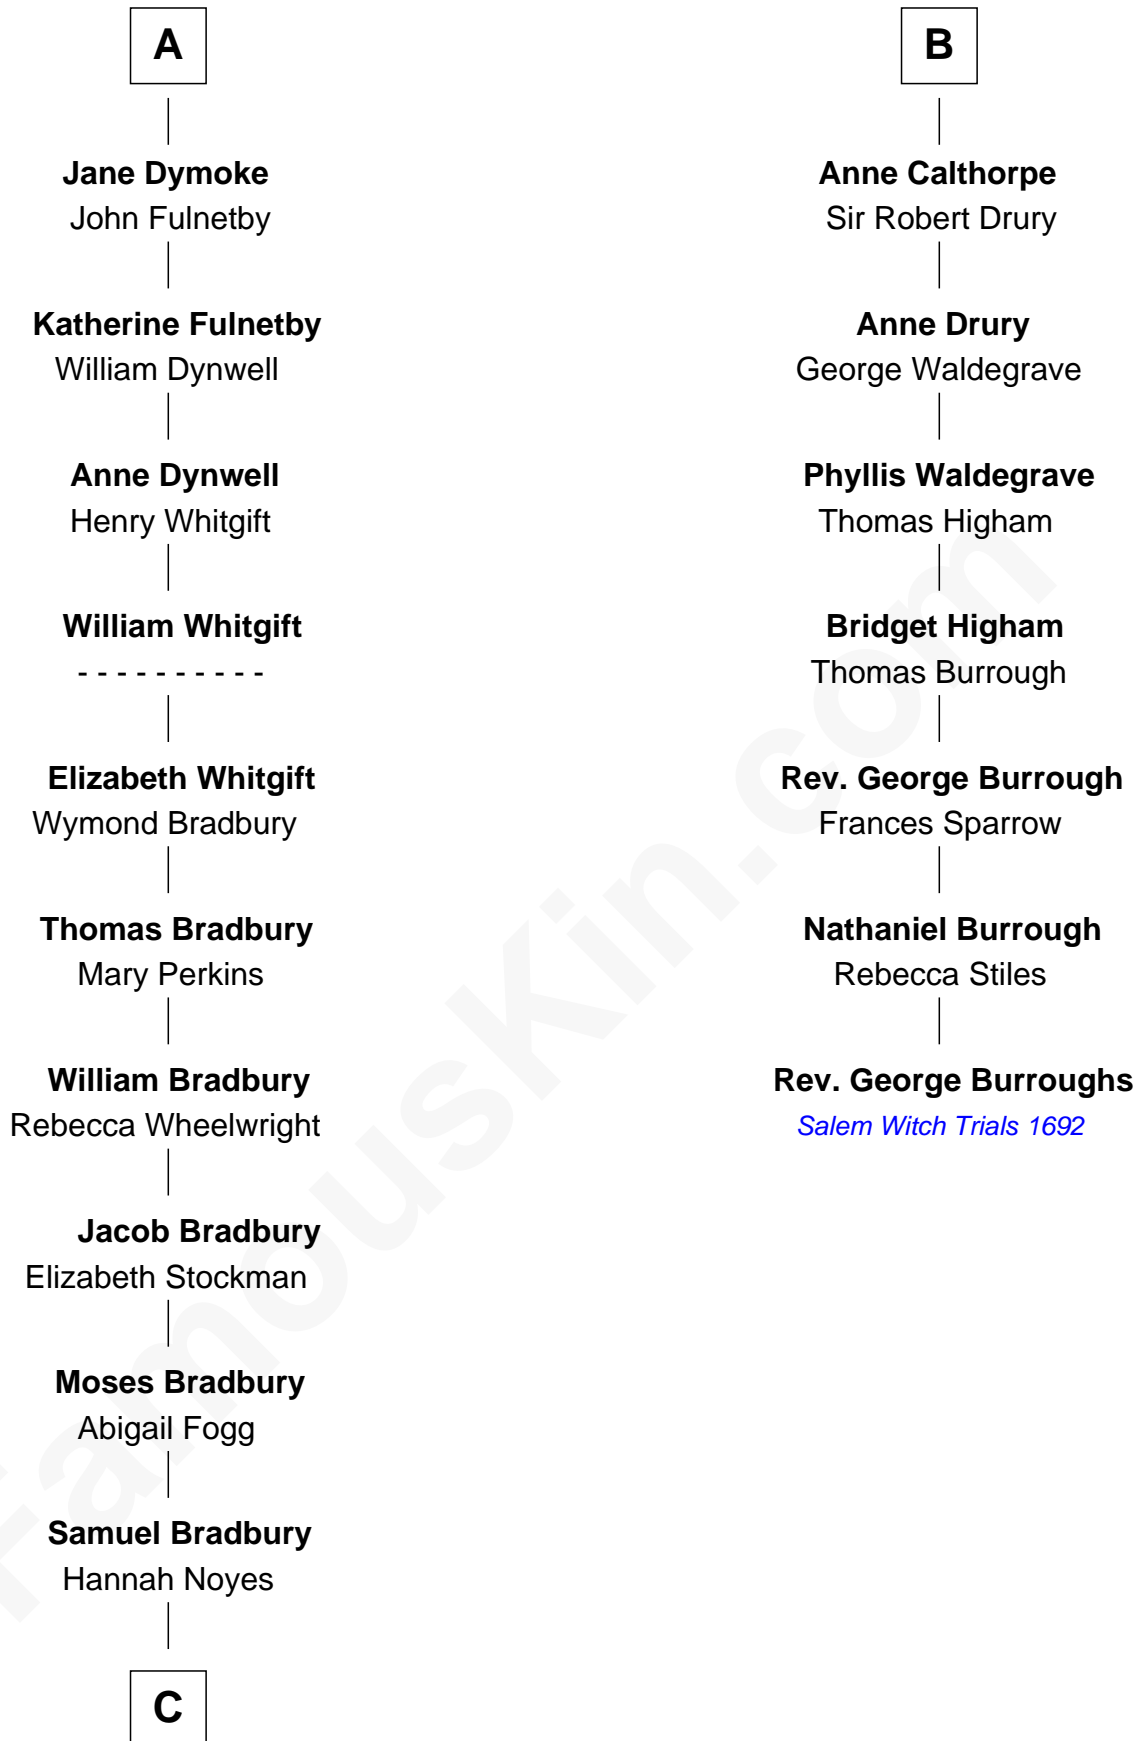 A
Jane Dymoke
John Fulnetby
Katherine Fulnetby
William Dynwell
Anne Dynwell
Henry Whitgift
William Whitgift
- - - - - - - - - -
Elizabeth Whitgift
Wymond Bradbury
Thomas Bradbury
Mary Perkins
William Bradbury
Rebecca Wheelwright
Jacob Bradbury
Elizabeth Stockman
Moses Bradbury
Abigail Fogg
Samuel Bradbury
Hannah Noyes
C
B
Anne Calthorpe
Sir Robert Drury
Anne Drury
George Waldegrave
Phyllis Waldegrave
Thomas Higham
Bridget Higham
Thomas Burrough
Rev. George Burrough
Frances Sparrow
Nathaniel Burrough
Rebecca Stiles
Rev. George Burroughs
Salem Witch Trials 1692
FamousKin.com